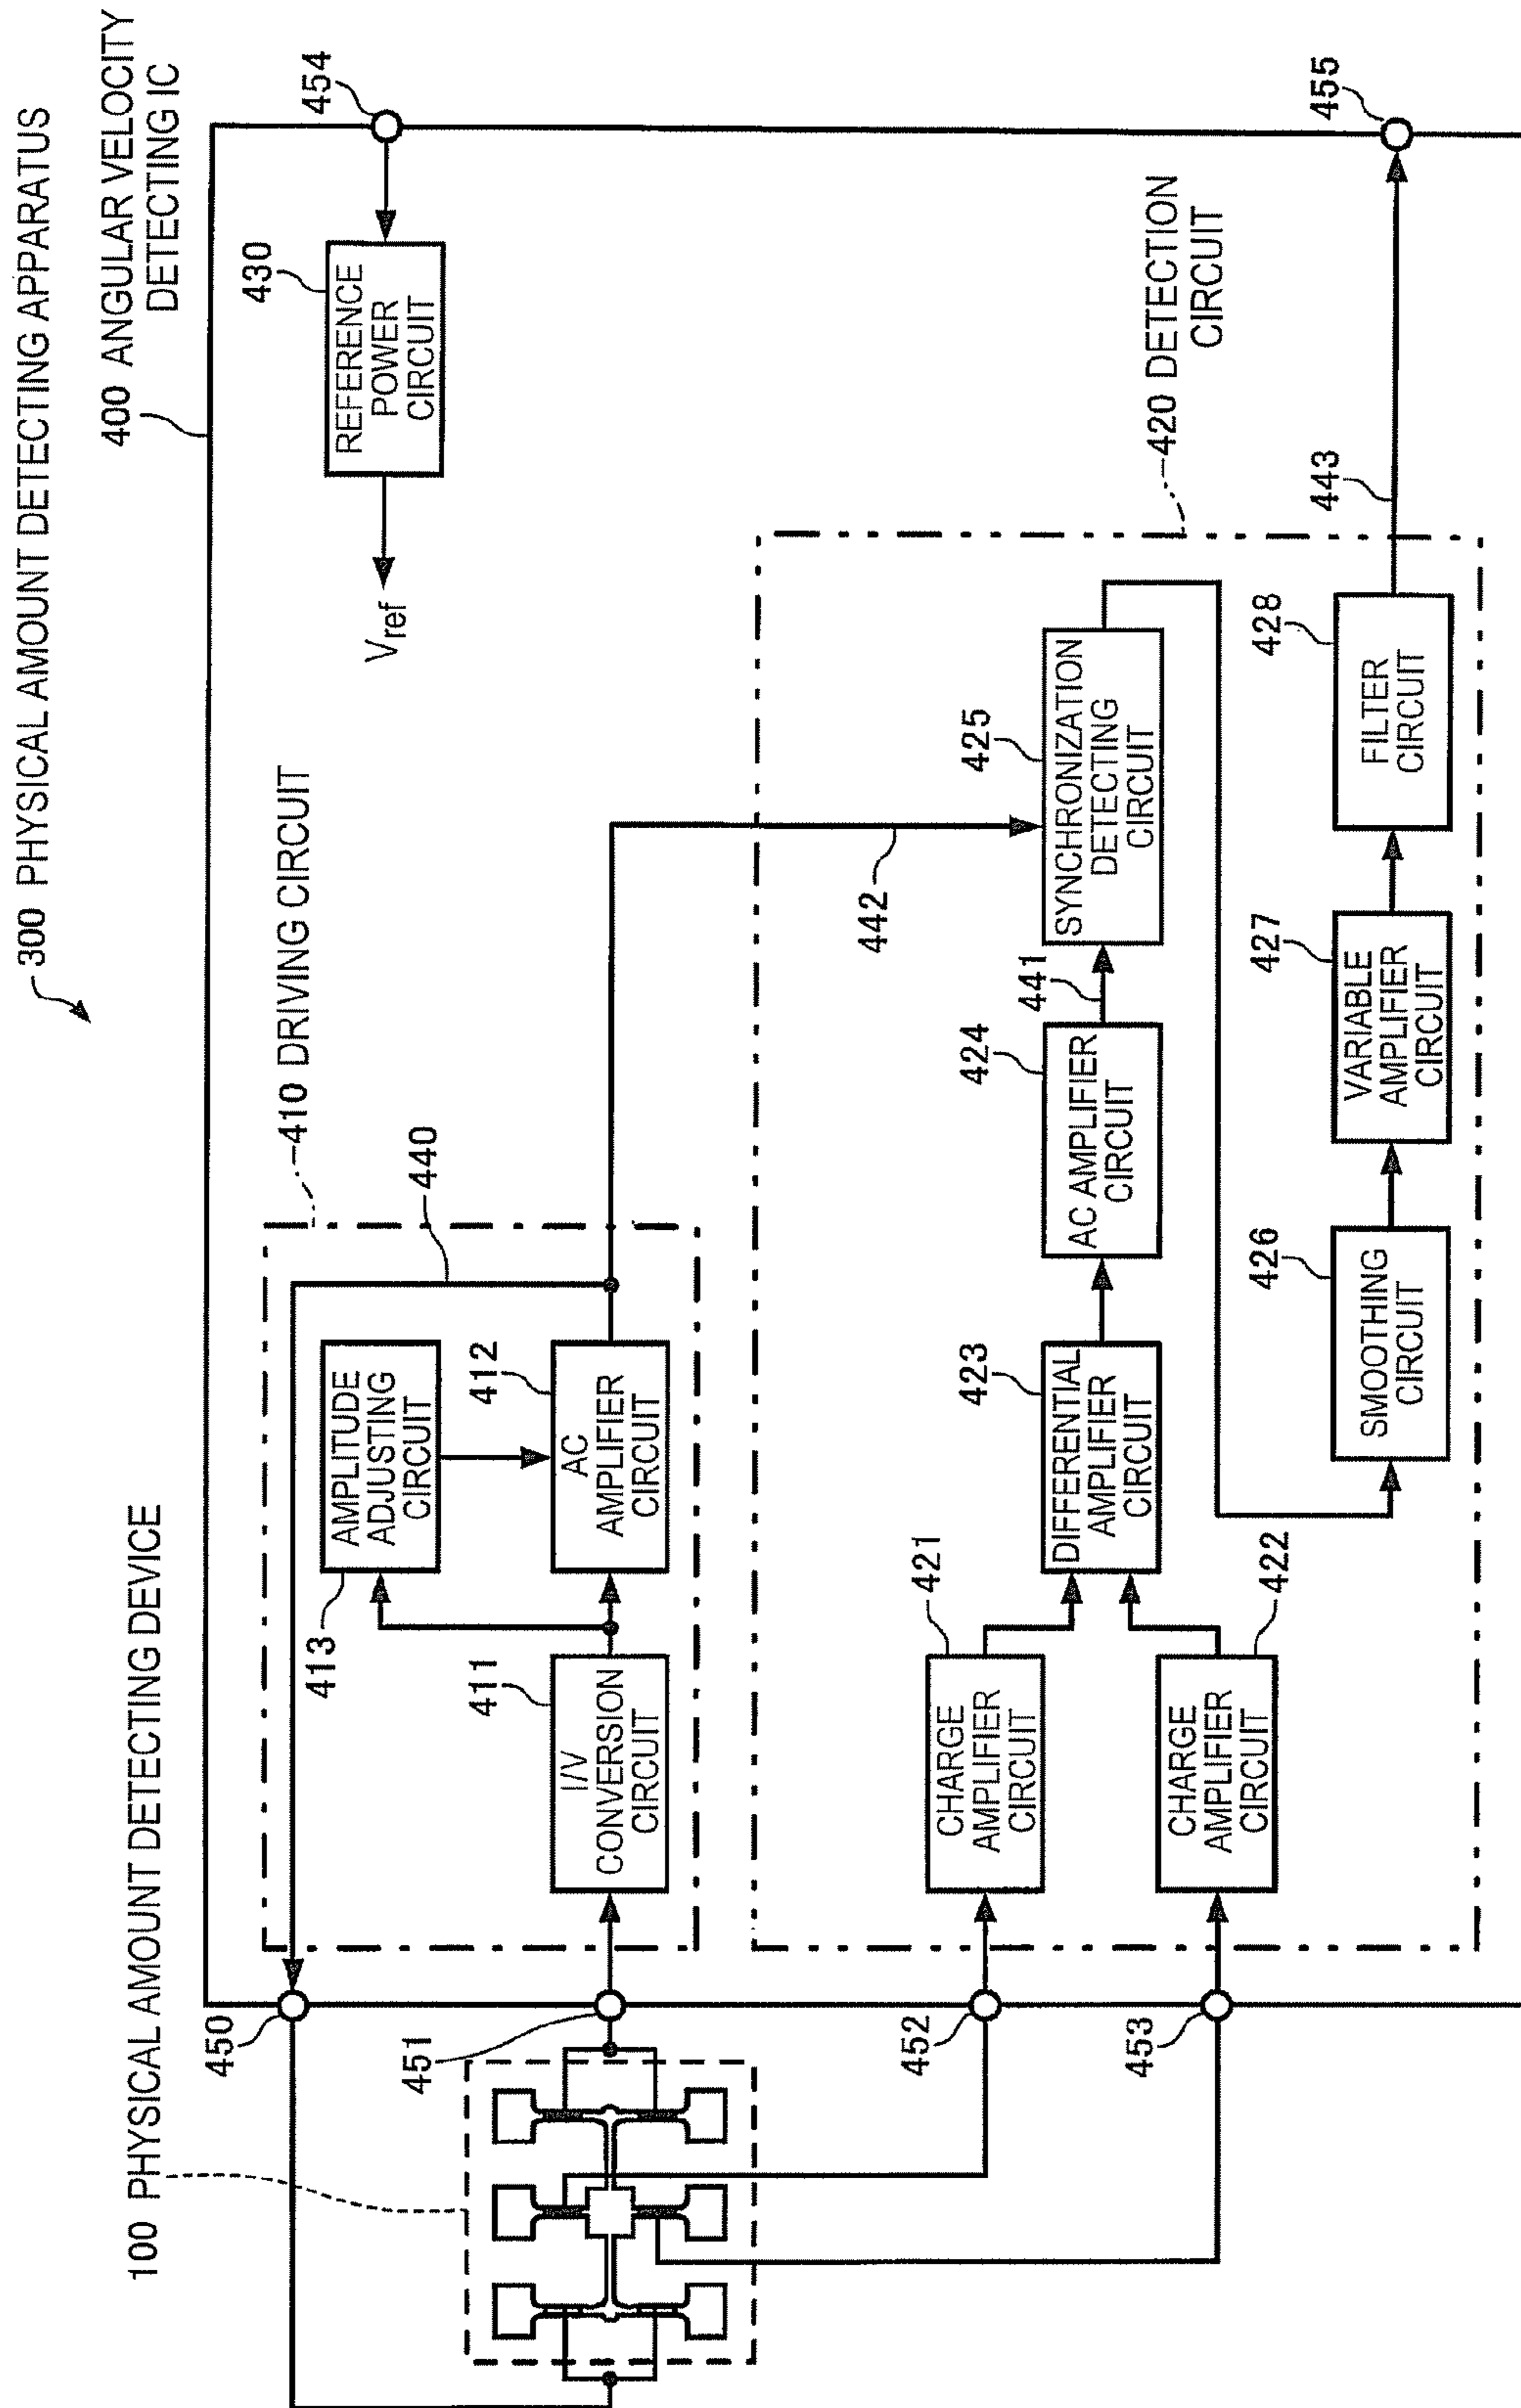 300 PHYSICAL AMOUNT DETECTING APPARATUS
400 ANGULAR VELOCITY
DETECTING IC
100 PHYSICAL AMOUNT DETECTING DEVICE
410 DRIVING CIRCUIT
450
454
430
REFERENCE
POWER
CIRCUIT
Vref
440
413
AMPLITUDE
ADJUSTING
CIRCUIT
451
411
I/V
CONVERSION
CIRCUIT
412
AC
AMPLIFIER
CIRCUIT
442
420 DETECTION
CIRCUIT
452
421
CHARGE
AMPLIFIER
CIRCUIT
423
DIFFERENTIAL
AMPLIFIER
CIRCUIT
424
AC AMPLIFIER
CIRCUIT
441
425
SYNCHRONIZATION
DETECTING
CIRCUIT
453
422
CHARGE
AMPLIFIER
CIRCUIT
426
SMOOTHING
CIRCUIT
427
VARIABLE
AMPLIFIER
CIRCUIT
428
FILTER
CIRCUIT
443
455